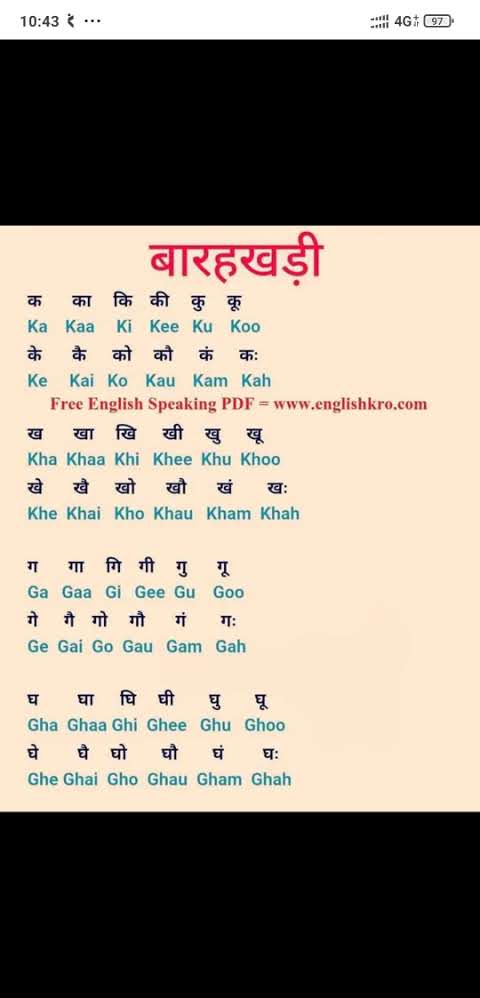 10:43 ...
4G 97
बारहखड़ी
क का कि की कु कू
Ka Kaa Ki Kee Ku Koo
के कै को कौ कं कः
Ke Kai Ko Kau Kam Kah
Free English Speaking PDF = www.englishkro.com
ख खा खि खी खु खू
Kha Khaa Khi Khee Khu Khoo
खे खै खो खौ खं खः
Khe Khai Kho Khau Kham Khah
ग गा गि गी गु गू
Ga Gaa Gi Gee Gu Goo
गे गै गो गौ गं गः
Ge Gai Go Gau Gam Gah
घ घा घि घी घु घू
Gha Ghaa Ghi Ghee Ghu Ghoo
घे घै घो घौ घं घः
Ghe Ghai Gho Ghau Gham Ghah